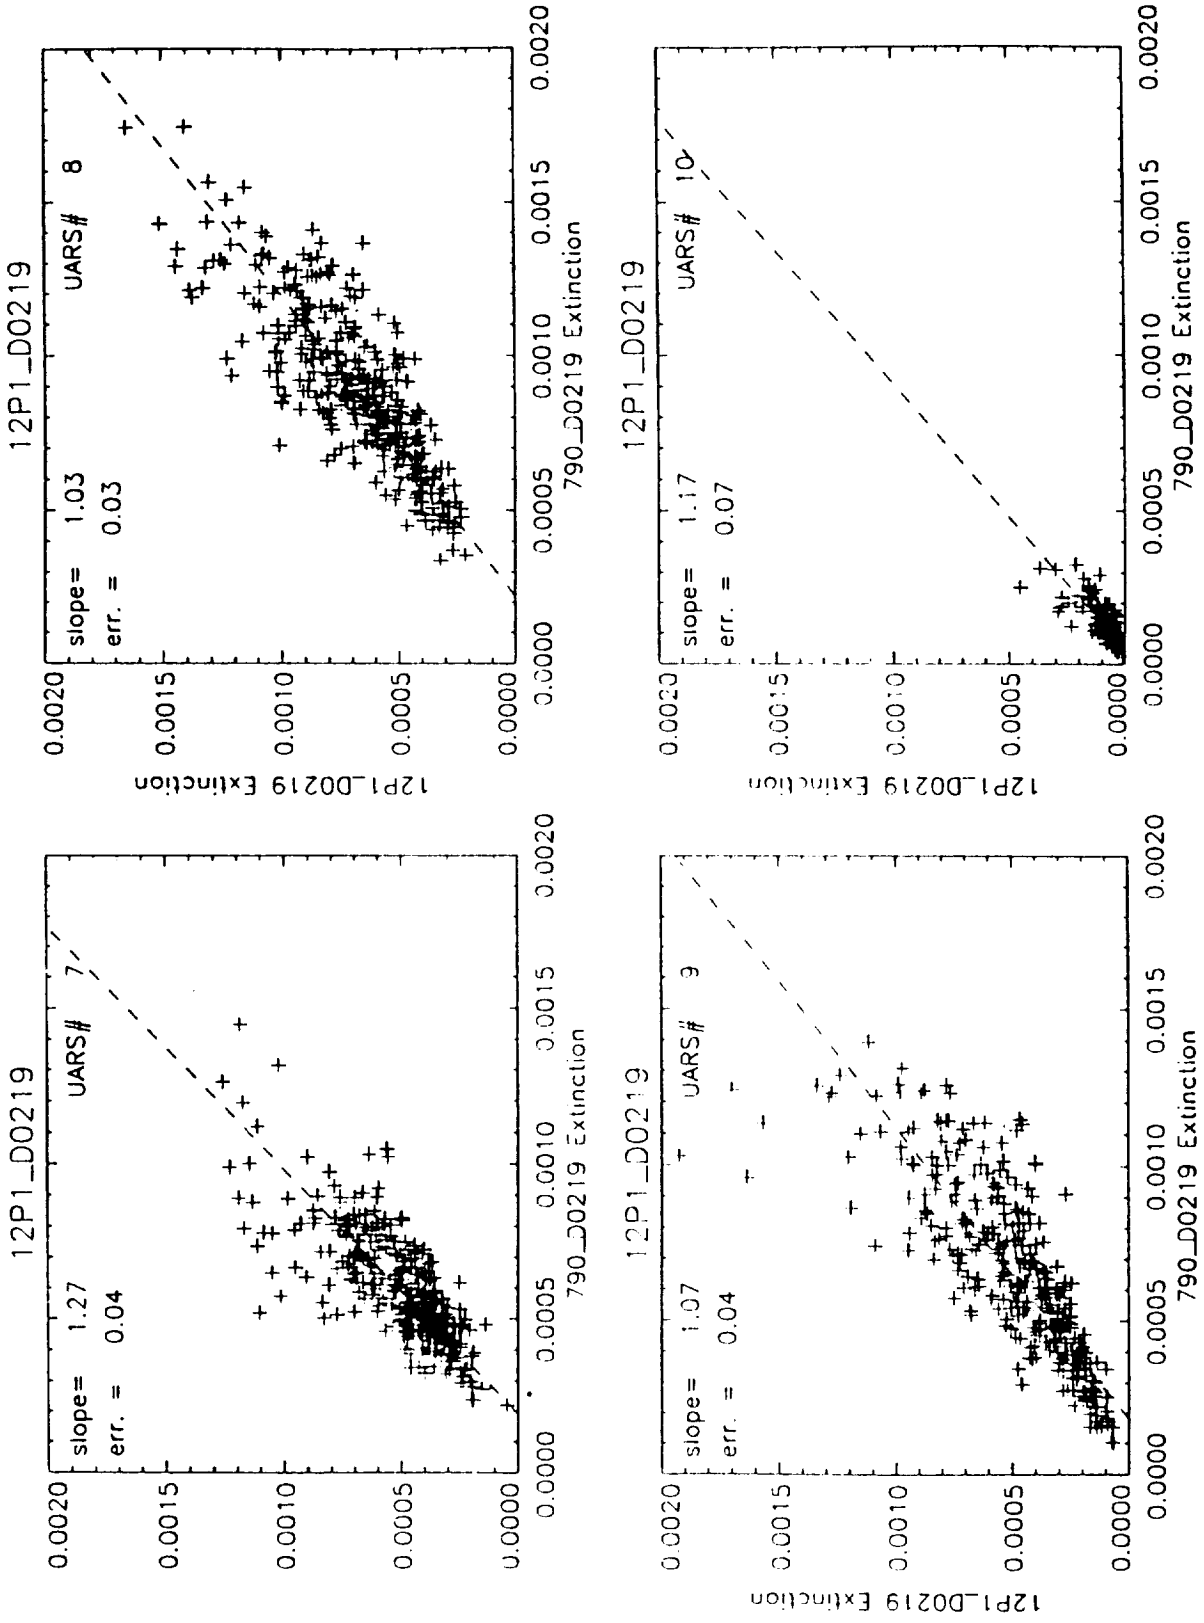 12P1_D0219
slope= 1.27 UARS# 7
err. = 0.04
0.0020
0.0015
0.0010
0.0005
0.0000
0.0000 0.0005 0.0010 0.0015 0.0020
790_D0219 Extinction
12P1_D0219
slope= 1.03 UARS# 8
err. = 0.03
0.0020
0.0015
0.0010
0.0005
0.0000
12P1_D0219 Extinction
0.0000 0.0005 0.0010 0.0015 0.0020
790_D0219 Extinction
12P1_D0219
slope= 1.07 UARS# 9
err. = 0.04
0.0020
0.0015
0.0010
0.0005
0.0000
12P1_D0219 Extinction
0.0000 0.0005 0.0010 0.0015 0.0020
790_D0219 Extinction
12P1_D0219
slope= 1.17 UARS# 10
err. = 0.07
0.0020
0.0015
0.0010
0.0005
0.0000
12P1_D0219 Extinction
0.0000 0.0005 0.0010 0.0015 0.0020
790_D0219 Extinction